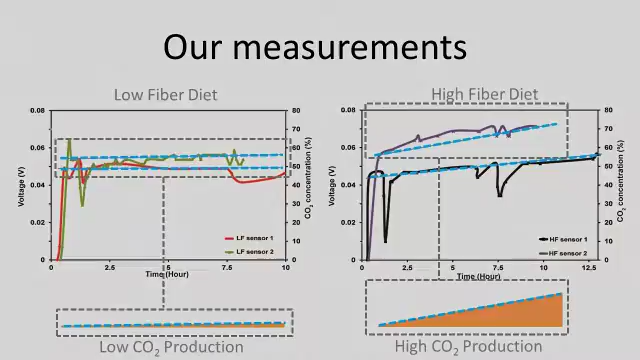 Our measurements
Low Fiber Diet
High Fiber Diet
0.08
0.06
0.04
0.02
0
Voltage (V)
80
70
60
50
40
30
20
10
0
CO2 concentration (%)
LF sensor 1
LF sensor 2
0
2.5
5
7.5
10
Time (Hour)
0.08
0.06
0.04
0.02
0
Voltage (V)
80
70
60
50
40
30
20
10
0
CO2 concentration (%)
HF sensor 1
HF sensor 2
0
2.5
5
7.5
10
12.5
Time (Hour)
Low CO2 Production
High CO2 Production